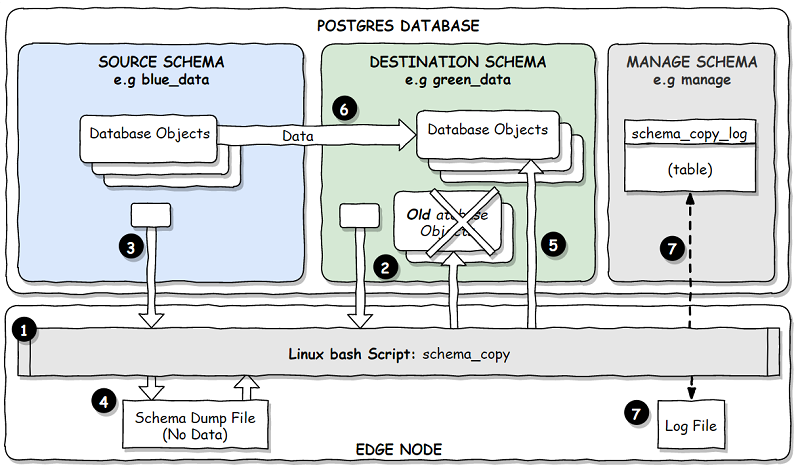 POSTGRES DATABASE
SOURCE SCHEMA
e.g blue_data
DESTINATION SCHEMA
e.g green_data
MANAGE SCHEMA
e.g manage
6
Database Objects
Data
Database Objects
schema_copy_log
(table)
Old atabase
Objects
3
2
5
7
1
Linux bash Script: schema_copy
4
Schema Dump File
(No Data)
7
Log File
EDGE NODE